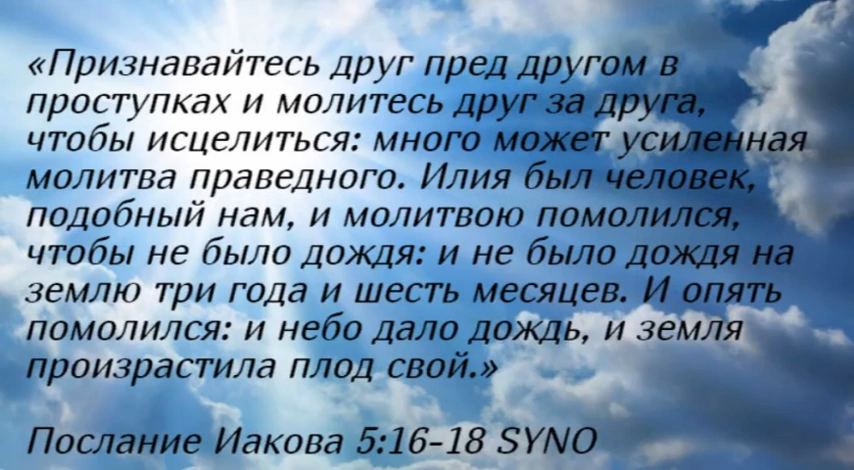 «Признавайтесь друг пред другом в
проступках и молитесь друг за друга,
чтобы исцелиться: много может усиленная
молитва праведного. Илия был человек,
подобный нам, и молитвою помолился,
чтобы не было дождя: и не было дождя на
землю три года и шесть месяцев. И опять
помолился: и небо дало дождь, и земля
произрастила плод свой.»
Послание Иакова 5:16-18 SYNO